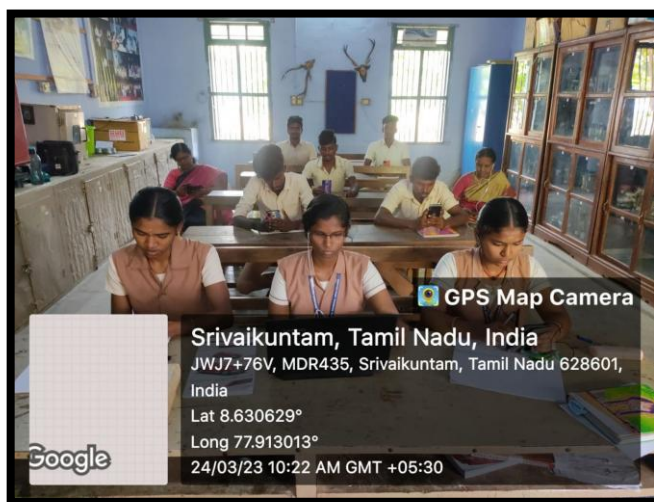 GPS Map Camera
Srivaikuntam, Tamil Nadu, India
JWJ7+76V, MDR435, Srivaikuntam, Tamil Nadu 628601,
India
Lat 8.630629°
Long 77.913013°
24/03/23 10:22 AM GMT +05:30
Google